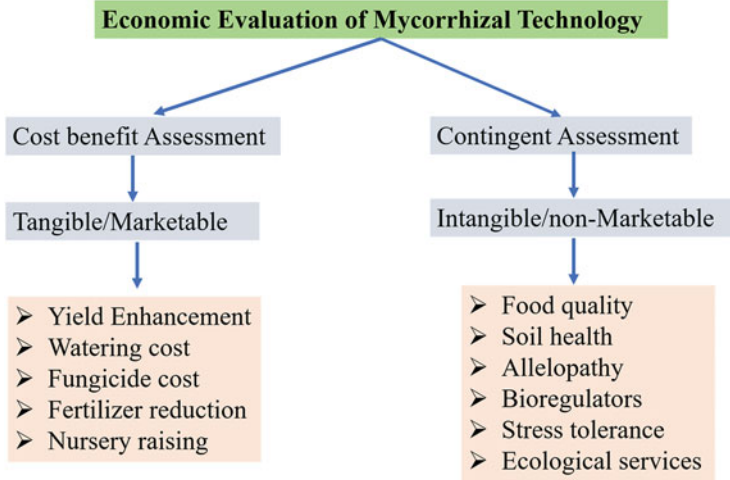 Economic Evaluation of Mycorrhizal Technology
Cost benefit Assessment
Tangible/Marketable
➢ Yield Enhancement
➢ Watering cost
➢ Fungicide cost
➢ Fertilizer reduction
➢ Nursery raising
Contingent Assessment
Intangible/non-Marketable
➢ Food quality
➢ Soil health
➢ Allelopathy
➢ Bioregulators
➢ Stress tolerance
➢ Ecological services